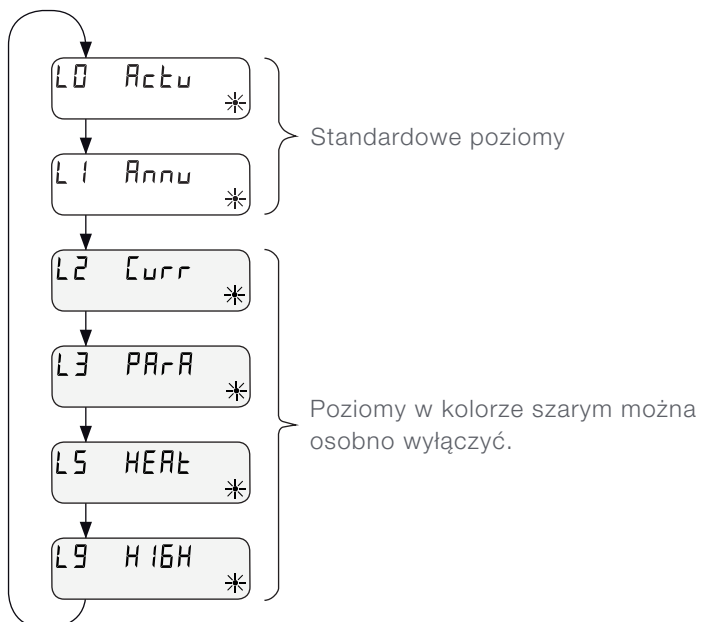 L0 Actu
Standardowe poziomy
L1 Annu
L2 Curr
L3 PArA
Poziomy w kolorze szarym można
osobno wyłączyć.
L5 HEAt
L9 HIGH